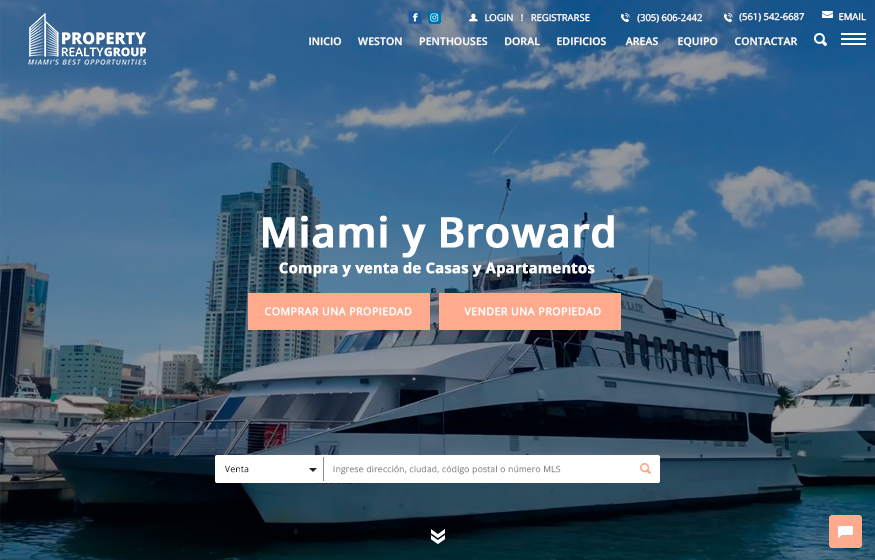 PROPERTY
REALTYGROUP
MIAMI'S BEST OPPORTUNITIES
LOGIN ! REGISTRARSE
(305) 606-2442
(561) 542-6687
EMAIL
INICIO WESTON PENTHOUSES DORAL EDIFICIOS AREAS EQUIPO CONTACTAR
Miami y Broward
Compra y venta de Casas y Apartamentos
COMPRAR UNA PROPIEDAD
VENDER UNA PROPIEDAD
LADY
Venta
Ingrese dirección, ciudad, código postal o número MLS